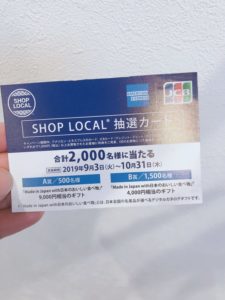 SHOP
LOCAL
AMERICAN EXPRESS
JCB
SHOP LOCAL® 抽選カード
合計2,000名様に当たる
2019年9月3日(火)〜10月31日(木)
A賞/500名様
B賞/1,500名様
「Made in Japan with日本のおいしい食べ物」
9,000円相当のギフト
「Made in Japan with日本のおいしい食べ物」
4,000円相当のギフト